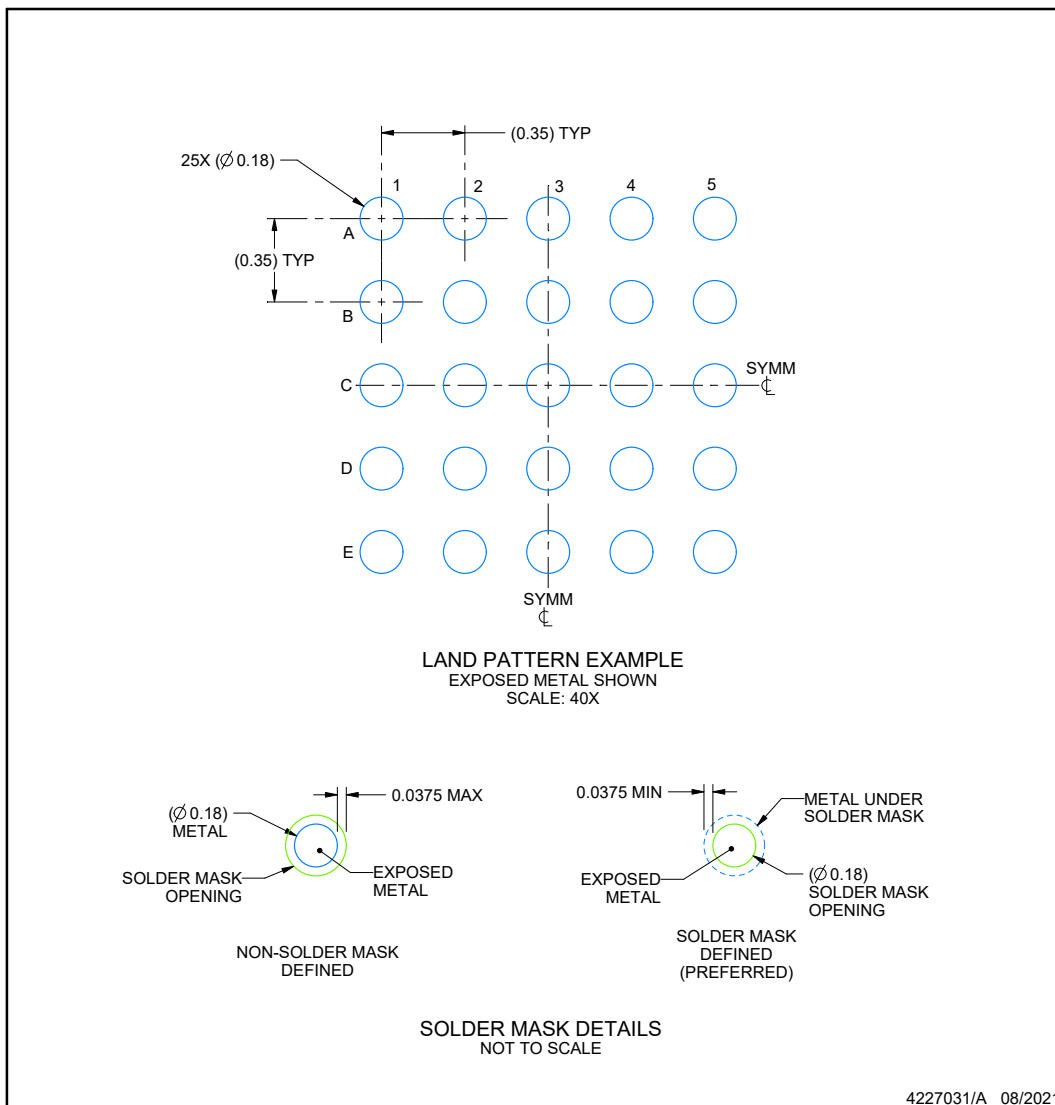 (0.35) TYP
25X (∅ 0.18)
1 2 3 4 5
A
(0.35) TYP
B
SYMM
℄
C
D
E
SYMM
℄
LAND PATTERN EXAMPLE
EXPOSED METAL SHOWN
SCALE: 40X
(∅ 0.18)
METAL
0.0375 MAX
SOLDER MASK
OPENING
EXPOSED
METAL
NON-SOLDER MASK
DEFINED
0.0375 MIN
METAL UNDER
SOLDER MASK
EXPOSED
METAL
(∅ 0.18)
SOLDER MASK
OPENING
SOLDER MASK
DEFINED
(PREFERRED)
SOLDER MASK DETAILS
NOT TO SCALE
4227031/A 08/2021